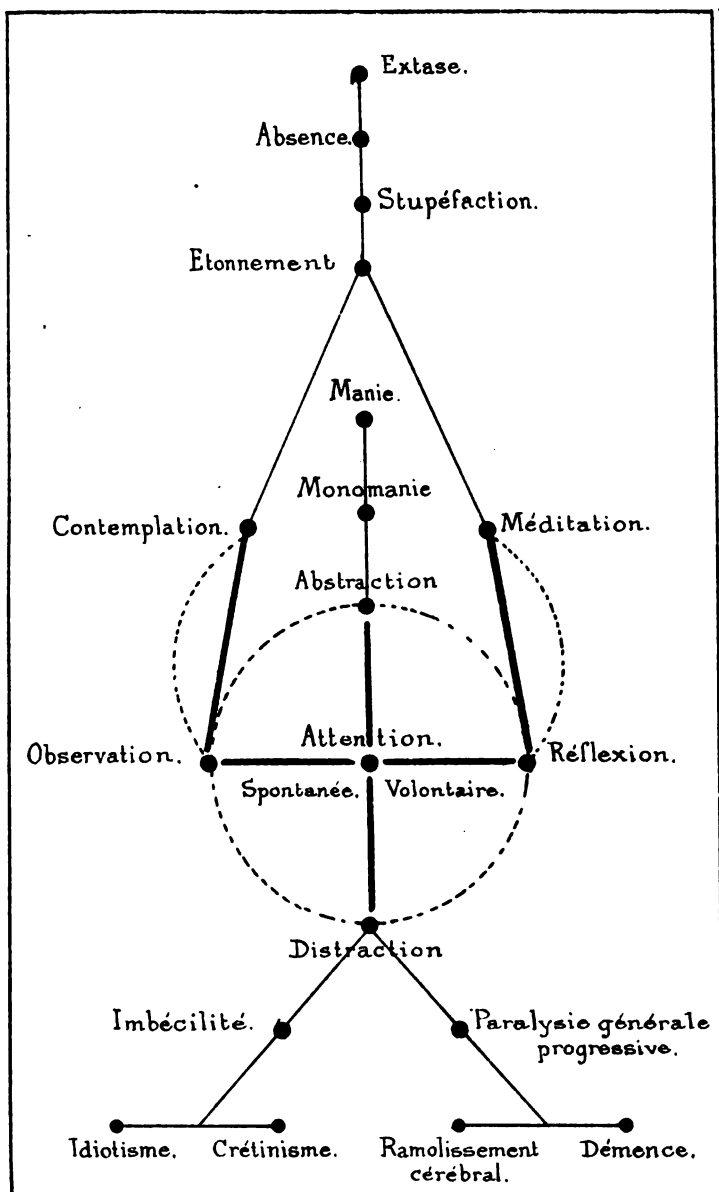 Extase.
Absence.
Stupéfaction.
Etonnement
Manie.
Monomanie
Contemplation.
Méditation.
Abstraction
Attention.
Observation.
Réflexion.
Spontanée.
Volontaire.
Distraction
Imbécilité.
Paralysie générale
progressive.
Idiotisme.
Crétinisme.
Ramolissement
cérébral.
Démence.